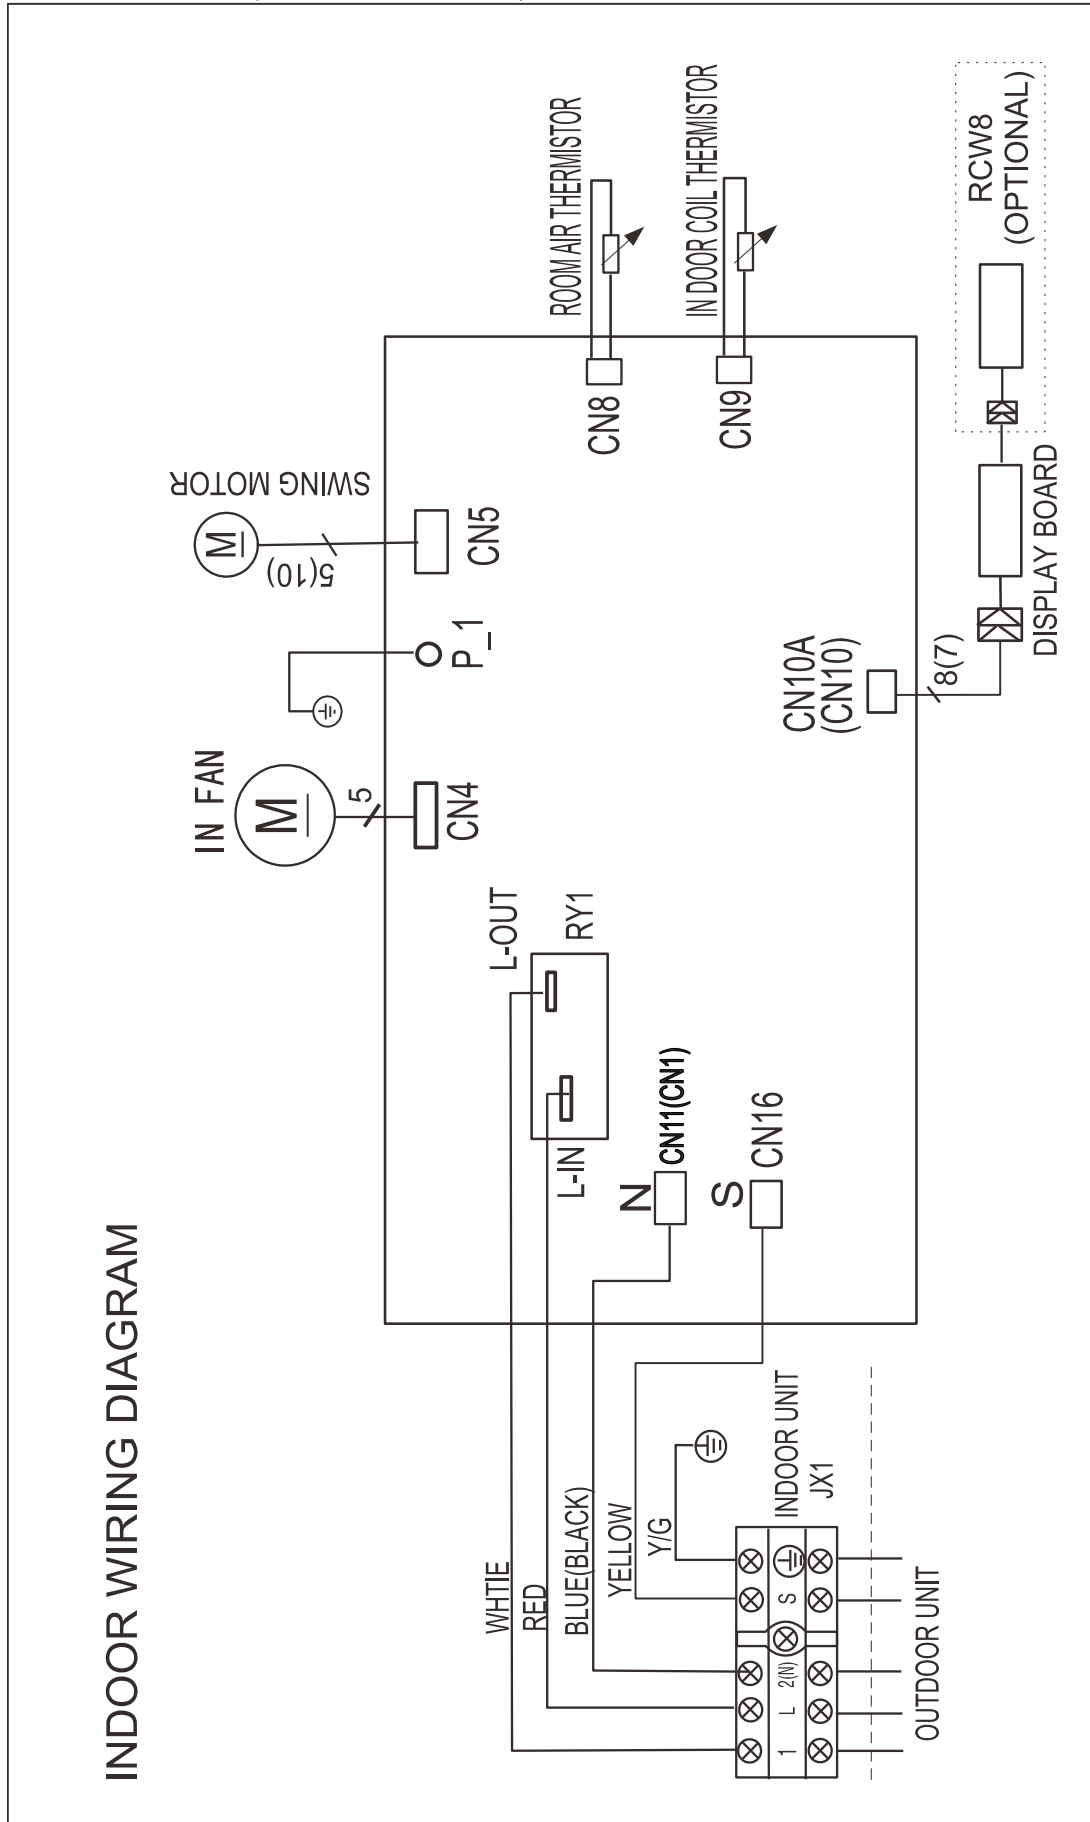 INDOOR WIRING DIAGRAM
IN FAN
M
5
CN4
P_1
SWING MOTOR
M
5(10)
CN5
ROOM AIR THERMISTOR
CN8
IN DOOR COIL THERMISTOR
CN9
RCW8
(OPTIONAL)
DISPLAY BOARD
8(7)
CN10A
(CN10)
L-OUT
RY1
L-IN
N
CN11(CN1)
S
CN16
WHTIE
RED
BLUE(BLACK)
YELLOW
Y/G
INDOOR UNIT
JX1
1 L 2(N) S
OUTDOOR UNIT